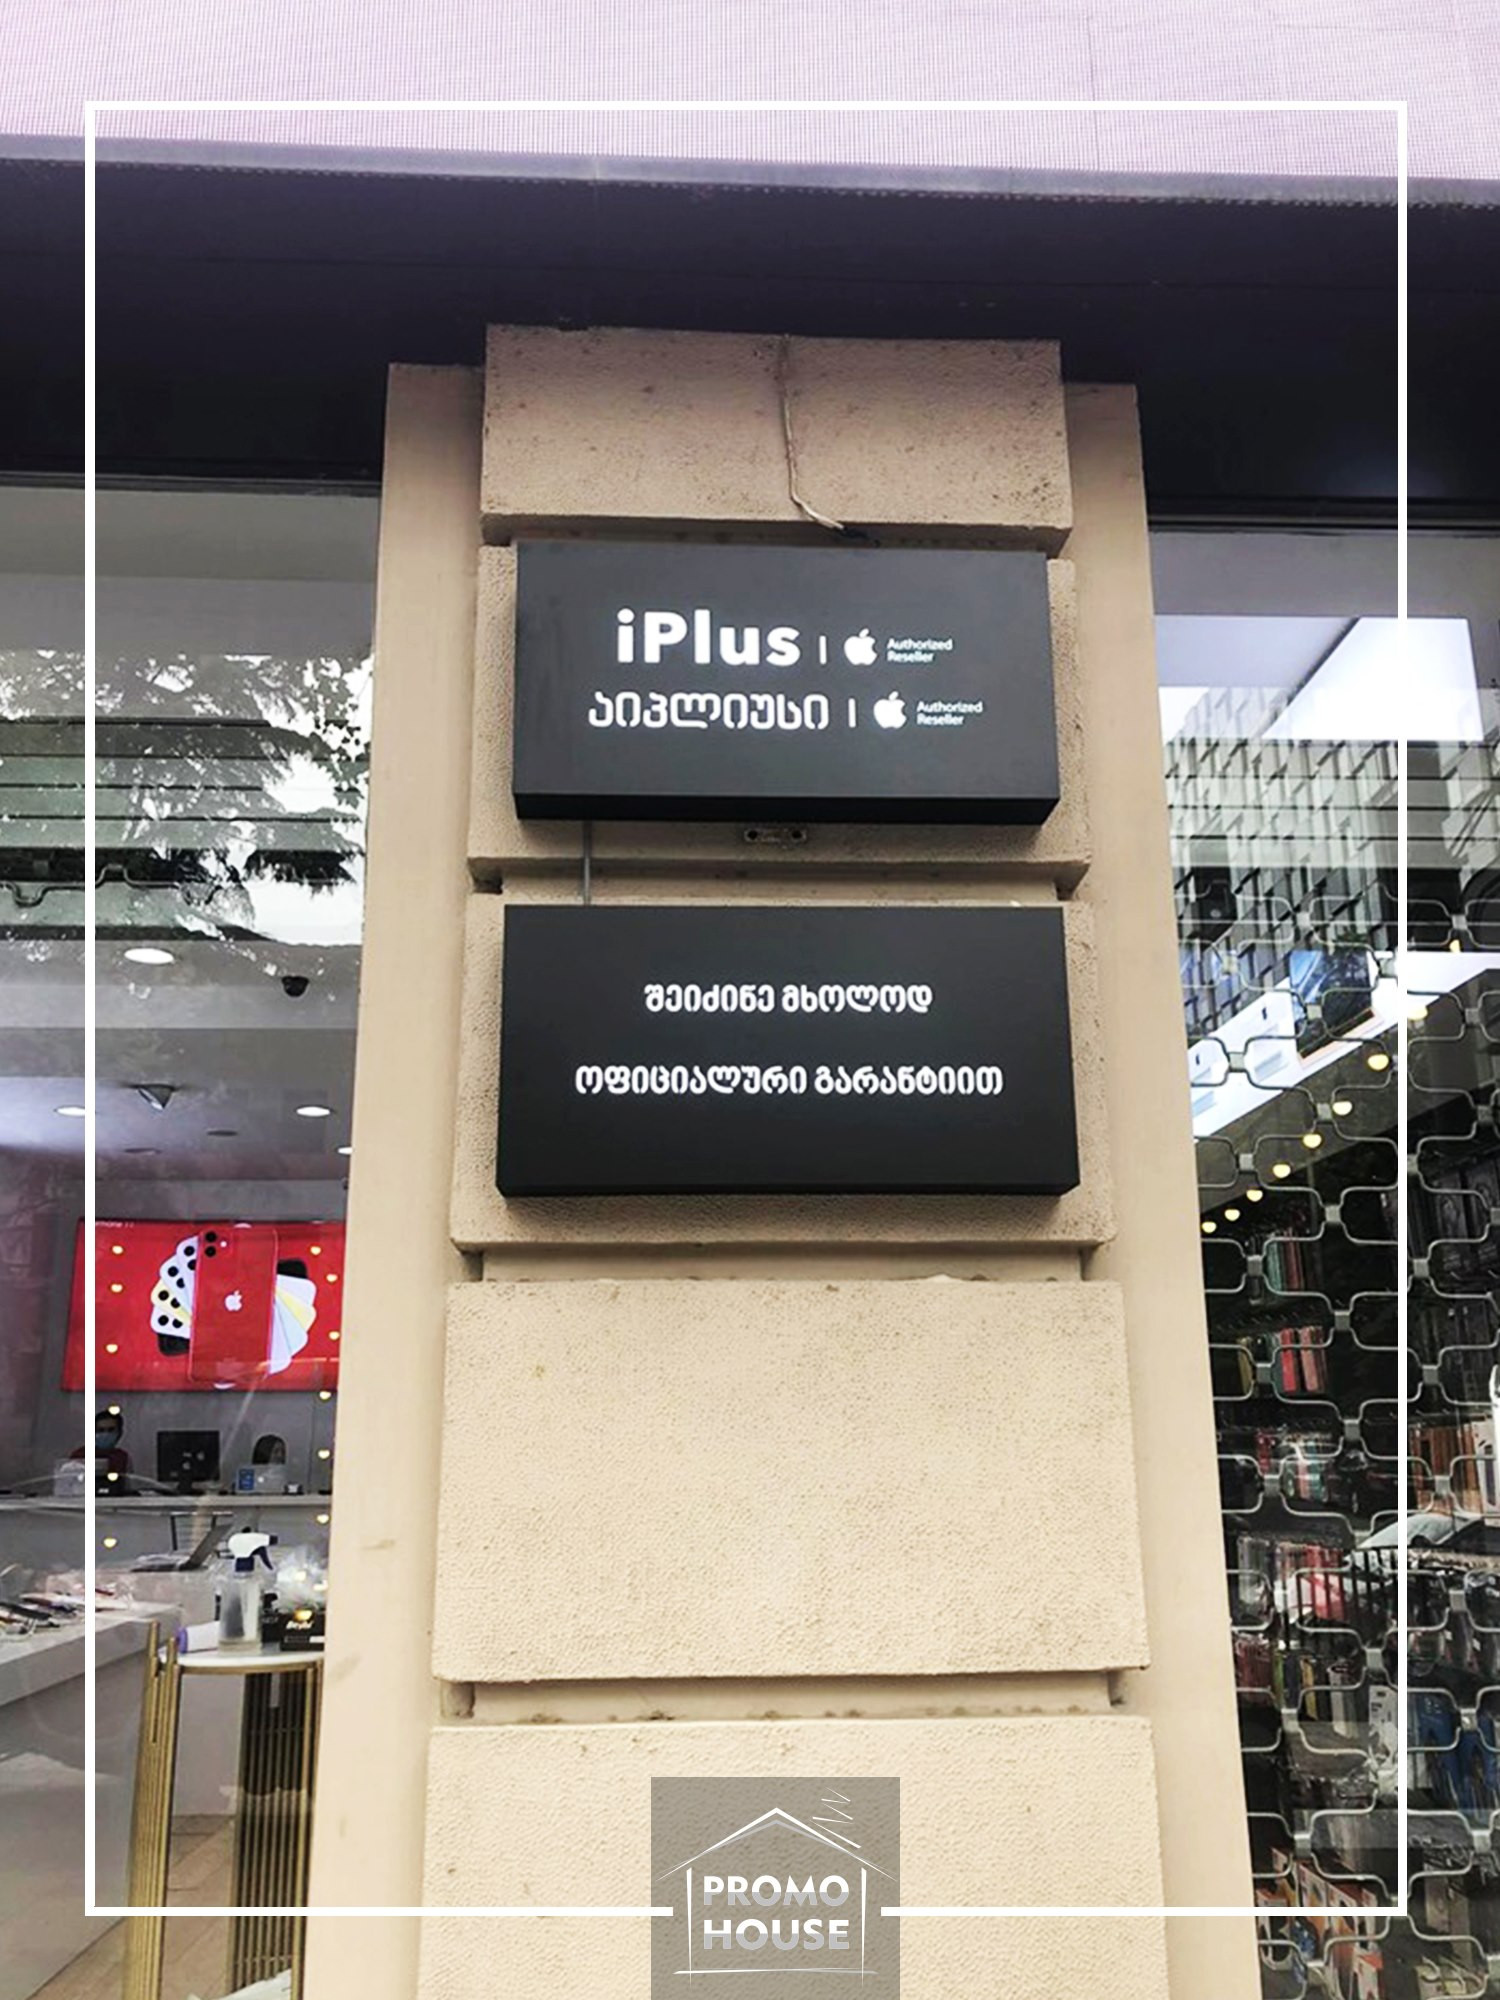 iPlus | Authorized Reseller
აიპლიუსი | Authorized Reseller
შეიძინე მხოლოდ
ოფიციალური გარანტიით
PROMO
HOUSE